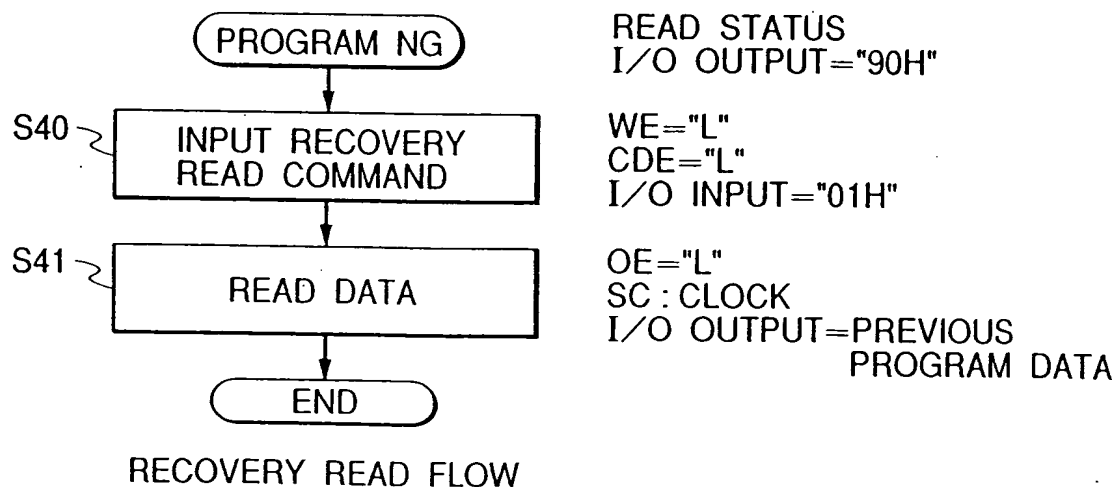 PROGRAM NG
READ STATUS
I/O OUTPUT="90H"
S40
INPUT RECOVERY
READ COMMAND
WE="L"
CDE="L"
I/O INPUT="01H"
S41
READ DATA
OE="L"
SC : CLOCK
I/O OUTPUT=PREVIOUS
PROGRAM DATA
END
RECOVERY READ FLOW